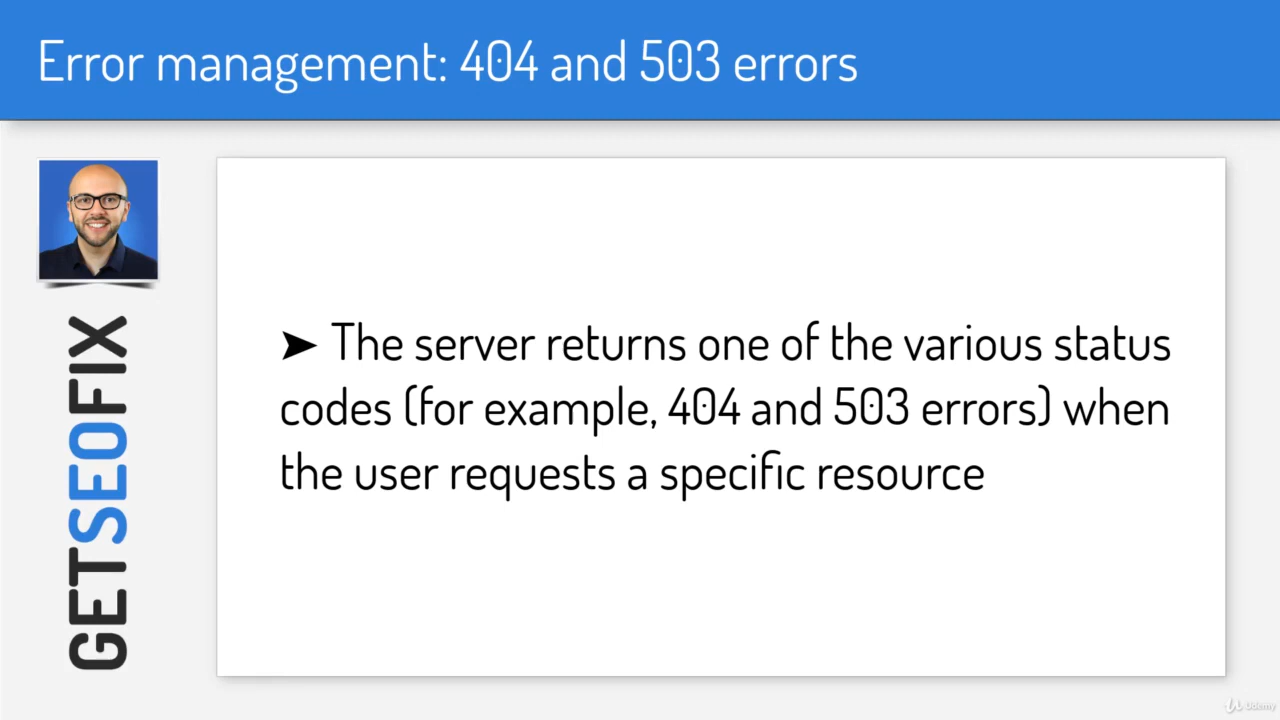 Error management: 404 and 503 errors
GETSEOFIX
➤ The server returns one of the various status
codes (for example, 404 and 503 errors) when
the user requests a specific resource
Udemy